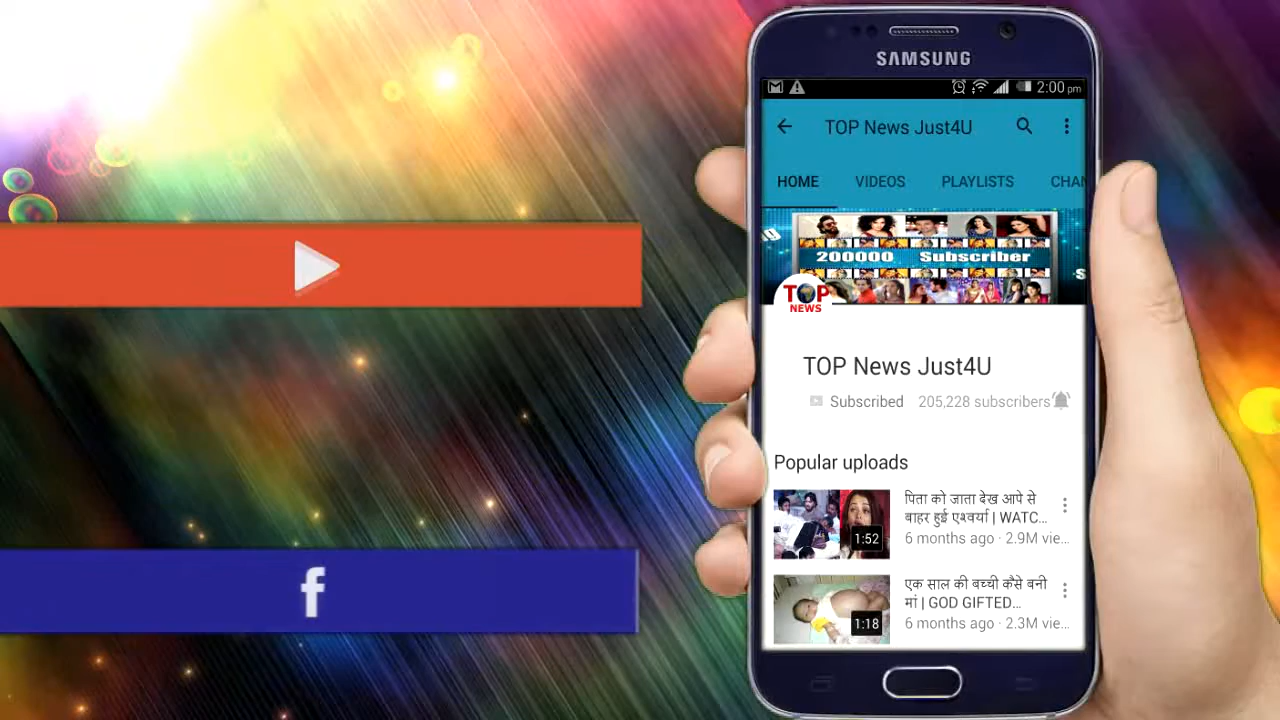 SAMSUNG
2:00 pm
TOP News Just4U
HOME VIDEOS PLAYLISTS CHAN
200000 Subscriber
TOP
NEWS
TOP News Just4U
Subscribed 205,228 subscribers
Popular uploads
पिता को जाता देख आपे से
बाहर हुई एश्वर्या | WATC...
6 months ago · 2.9M vie...
1:52
एक साल की बच्ची कैसे बनी
मां | GOD GIFTED...
6 months ago · 2.3M vie...
1:18
f